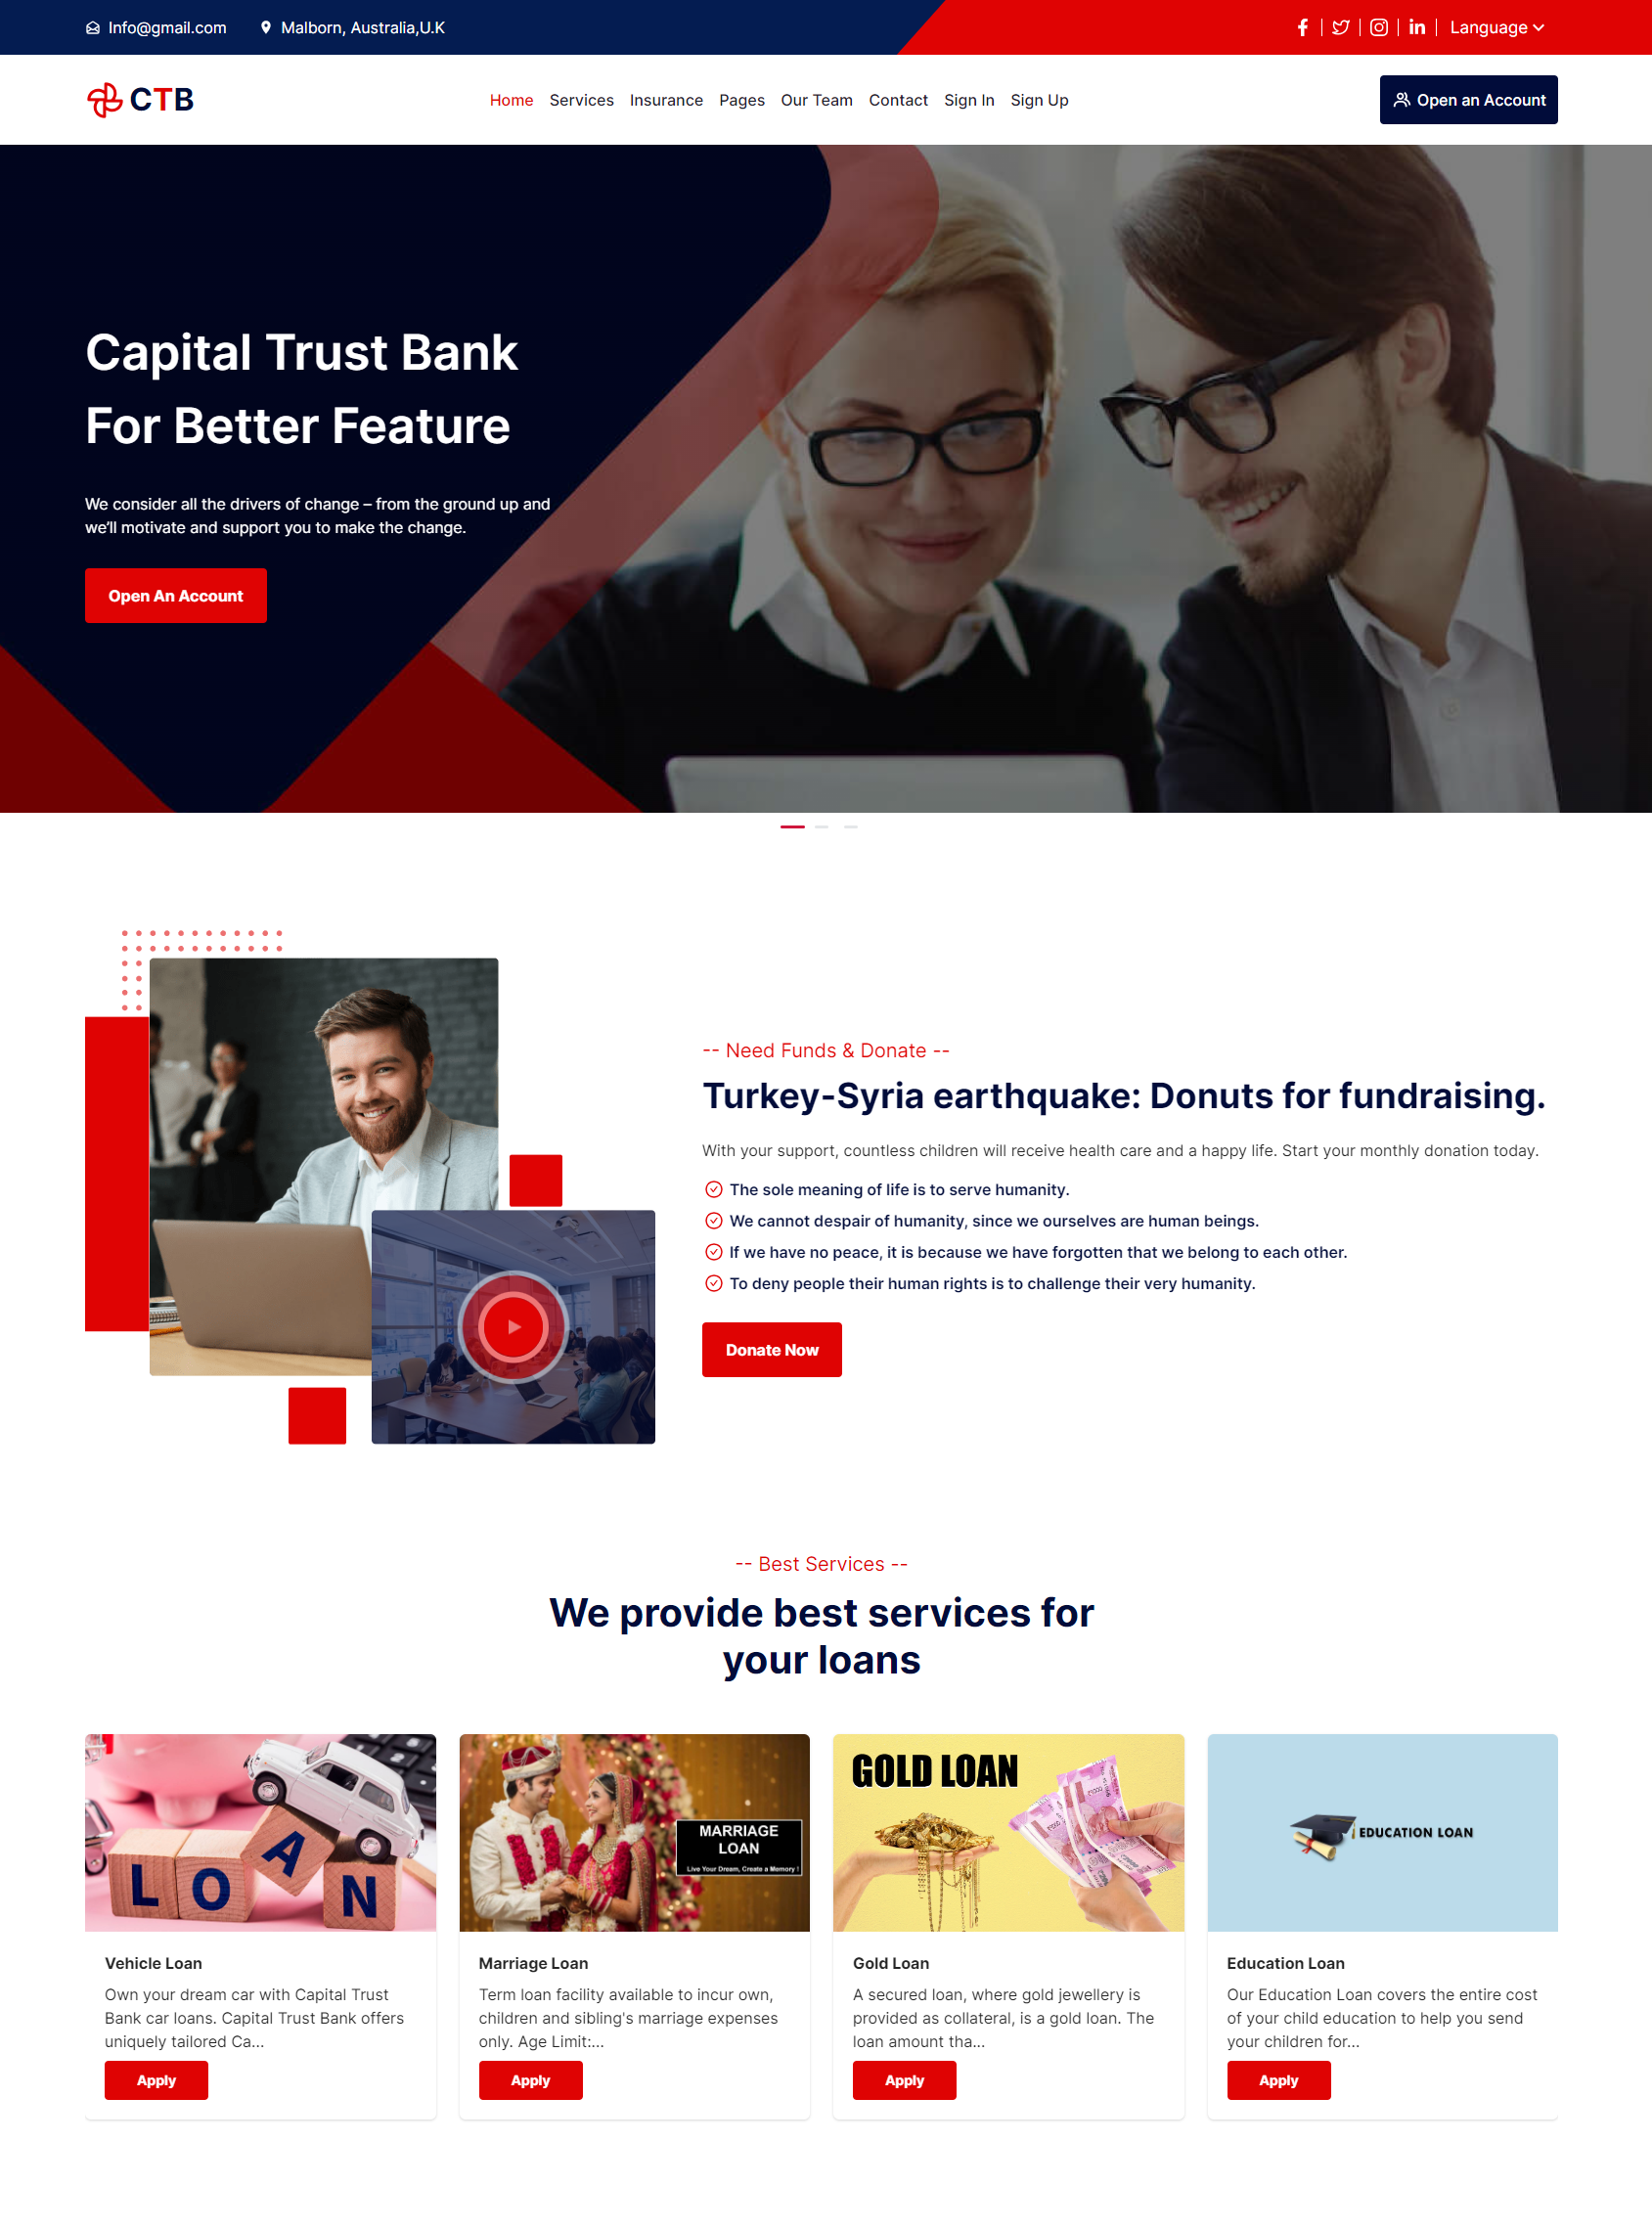 Info@gmail.com
Malborn, Australia,U.K
Language
CTB
Home
Services
Insurance
Pages
Our Team
Contact
Sign In
Sign Up
Open an Account
Capital Trust Bank
For Better Feature
We consider all the drivers of change – from the ground up and
we'll motivate and support you to make the change.
Open An Account
-- Need Funds & Donate --
Turkey-Syria earthquake: Donuts for fundraising.
With your support, countless children will receive health care and a happy life. Start your monthly donation today.
The sole meaning of life is to serve humanity.
We cannot despair of humanity, since we ourselves are human beings.
If we have no peace, it is because we have forgotten that we belong to each other.
To deny people their human rights is to challenge their very humanity.
Donate Now
-- Best Services --
We provide best services for
your loans
LOAN
Vehicle Loan
Own your dream car with Capital Trust
Bank car loans. Capital Trust Bank offers
uniquely tailored Ca...
Apply
MARRIAGE
LOAN
Live Your Dream, Create a Memory !
Marriage Loan
Term loan facility available to incur own,
children and sibling's marriage expenses
only. Age Limit:...
Apply
GOLD LOAN
Gold Loan
A secured loan, where gold jewellery is
provided as collateral, is a gold loan. The
loan amount tha...
Apply
EDUCATION LOAN
Education Loan
Our Education Loan covers the entire cost
of your child education to help you send
your children for...
Apply